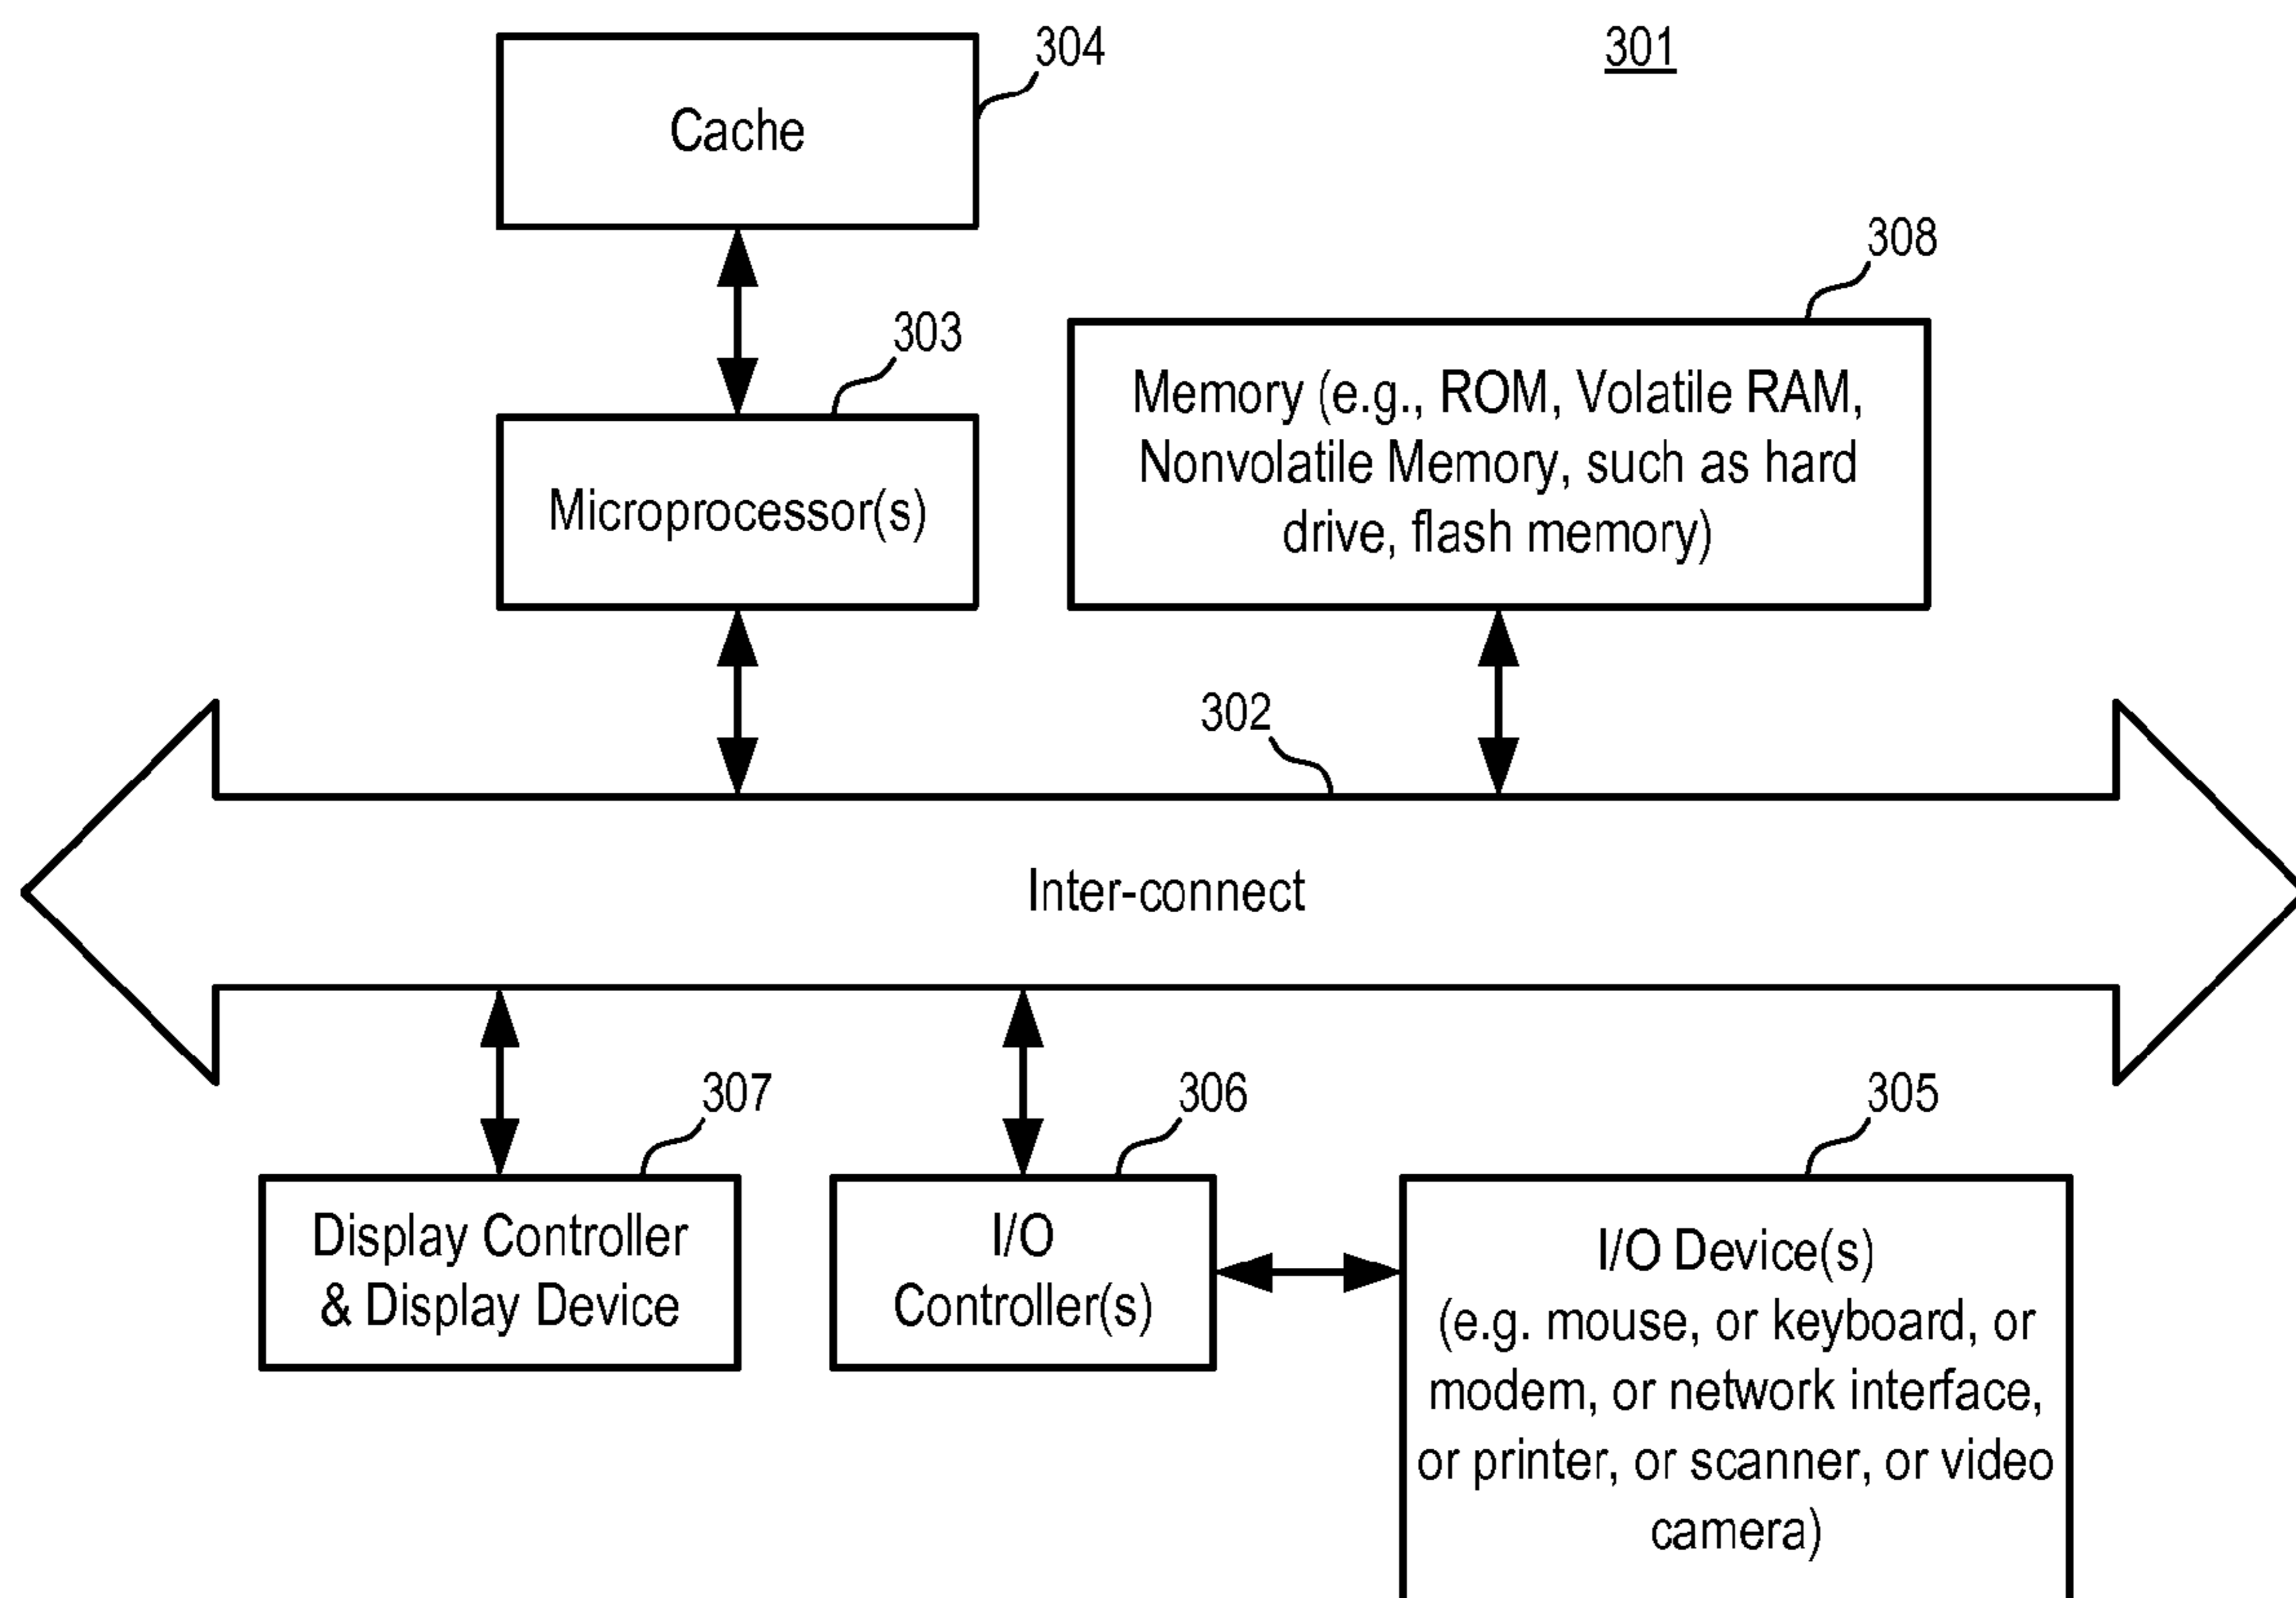 304
301
Cache
308
303
Memory (e.g., ROM, Volatile RAM,
Nonvolatile Memory, such as hard
drive, flash memory)
Microprocessor(s)
302
Inter-connect
307
306
305
Display Controller
& Display Device
I/O
Controller(s)
I/O Device(s)
(e.g. mouse, or keyboard, or
modem, or network interface,
or printer, or scanner, or video
camera)